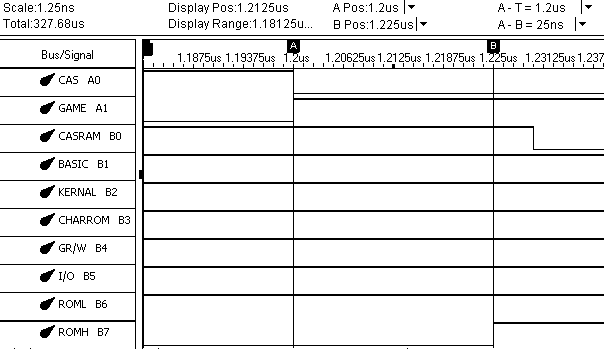 Scale:1.25ns Display Pos:1.2125us A Pos:1.2us A - T = 1.2us
Total:327.68us Display Range:1.18125u... B Pos:1.225us A - B = 25ns
Bus/Signal
A B
1.1875us 1.19375us 1.2us 1.20625us 1.2125us 1.21875us 1.225us 1.23125us 1.237
CAS A0
GAME A1
CASRAM B0
BASIC B1
KERNAL B2
CHARROM B3
GR/W B4
I/O B5
ROML B6
ROMH B7